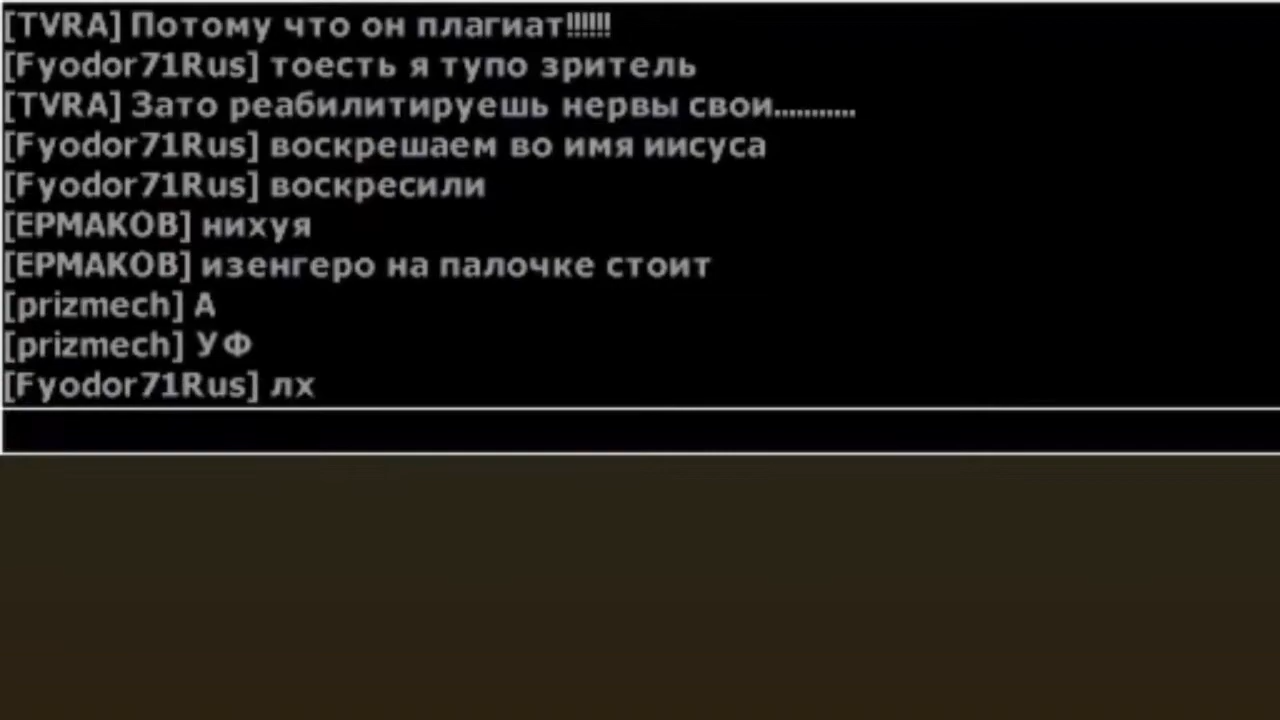 [TVRA] Потому что он плагиат!!!!!!
[Fyodor71Rus] тоесть я тупо зритель
[TVRA] Зато реабилитируешь нервы свои...........
[Fyodor71Rus] воскрешаем во имя иисуса
[Fyodor71Rus] воскресили
[ЕРМАКОВ] нихуя
[ЕРМАКОВ] изенгеро на палочке стоит
[prizmech] А
[prizmech] УФ
[Fyodor71Rus] лх